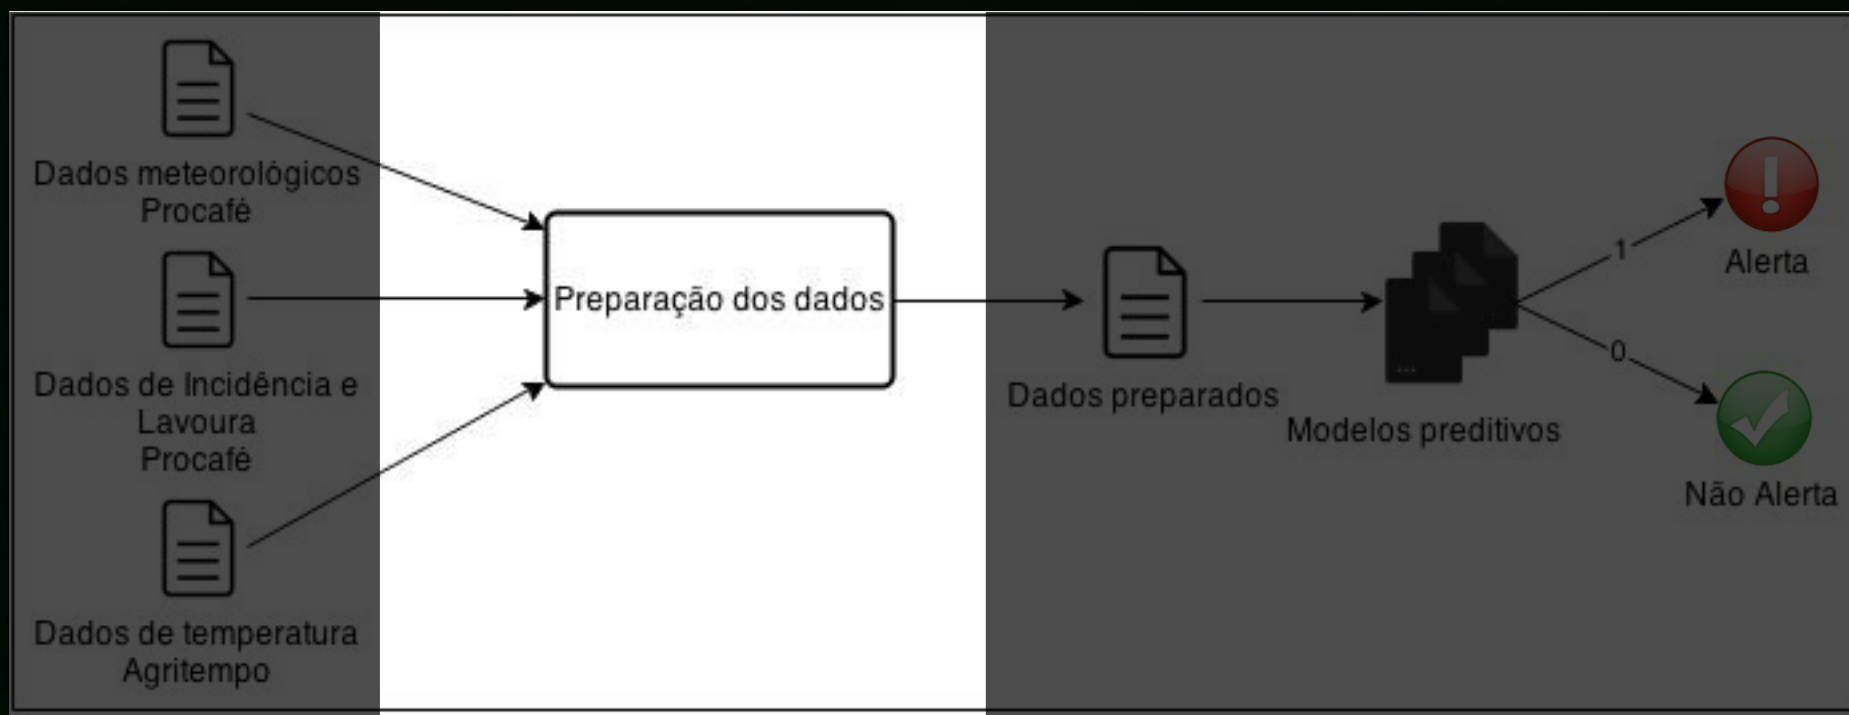 Dados meteorológicos
Procafé
Dados de Incidência e
Lavoura
Procafé
Dados de temperatura
Agritempo
Preparação dos dados
Dados preparados
...
Modelos preditivos
1
0
Alerta
Não Alerta